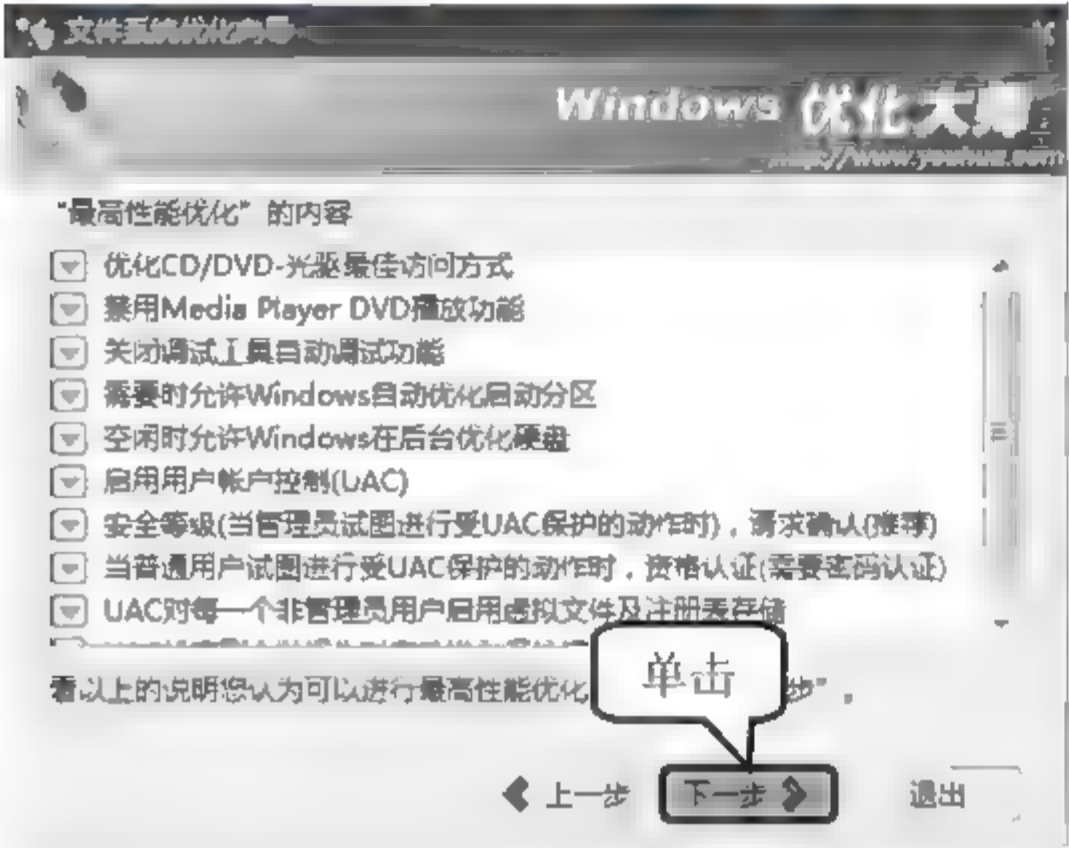 文件系统优化向导
Windows 优化大师
"最高性能优化" 的内容
优化CD/DVD-光驱最佳访问方式
禁用Media Player DVD播放功能
关闭调试工具自动调试功能
需要时允许Windows自动优化启动分区
空闲时允许Windows在后台优化硬盘
启用用户帐户控制(UAC)
安全等级(当管理员试图进行受UAC保护的动作时)，请求确认(推荐)
当普通用户试图进行受UAC保护的动作时，资格认证(需要密码认证)
UAC对每一个非管理员用户启用虚拟文件及注册表存储
看以上的说明您认为可以进行最高性能优化 步"。
单击
上一步 下一步 退出